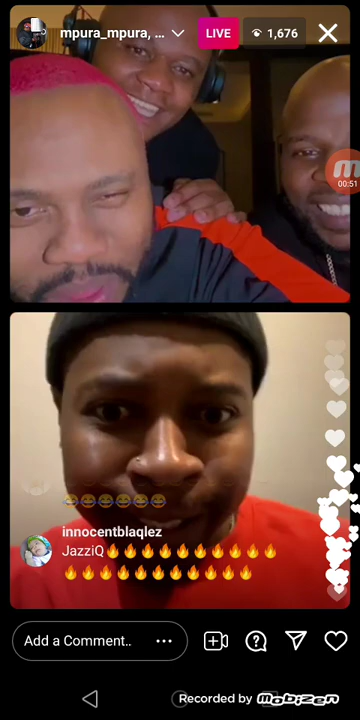 mpura_mpura, ...
LIVE
1,676
00:51
😂😂😂😂😂😂
innocentblaqlez
JazziQ🔥🔥🔥🔥🔥🔥🔥🔥🔥🔥
🔥🔥🔥🔥🔥🔥🔥🔥🔥🔥🔥
Add a Comment..
Recorded by mobizen